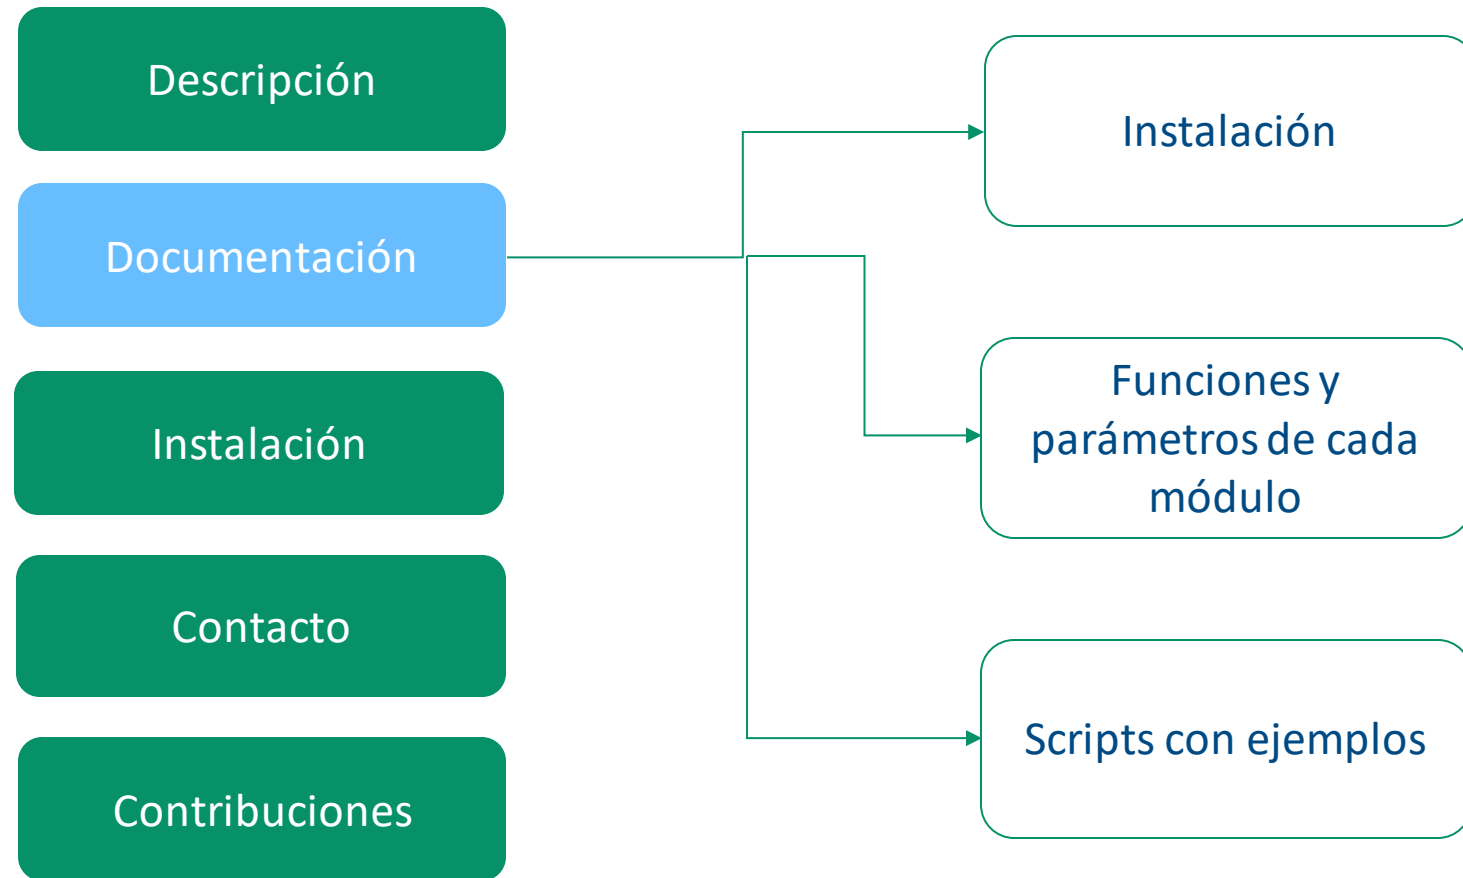 Descripción
Documentación
Instalación
Contacto
Contribuciones
Instalación
Funciones y
parámetros de cada
módulo
Scripts con ejemplos